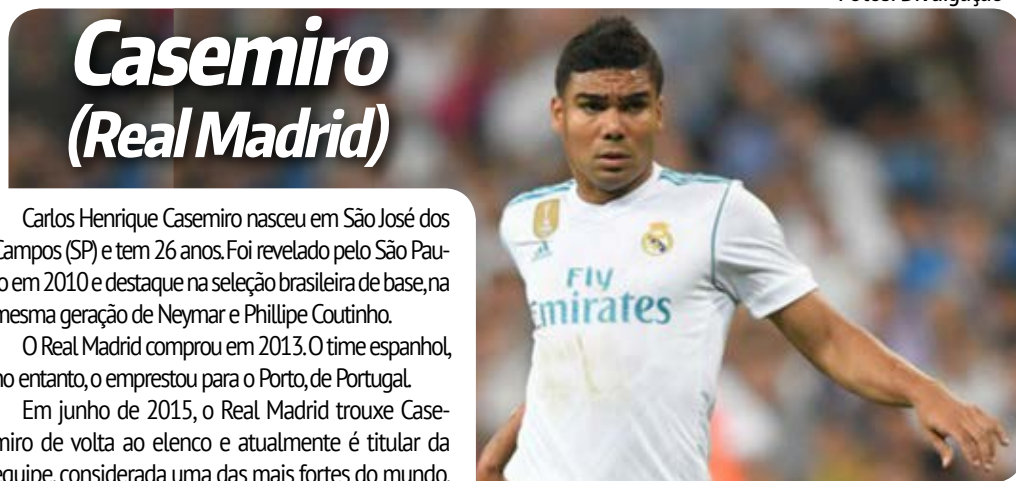 Casemiro
(Real Madrid)
Carlos Henrique Casemiro nasceu em São José dos
Campos (SP) e tem 26 anos. Foi revelado pelo São Pau-
lo em 2010 e destaque na seleção brasileira de base, na
mesma geração de Neymar e Phillipe Coutinho.
O Real Madrid comprou em 2013. O time espanhol,
no entanto, o emprestou para o Porto, de Portugal.
Em junho de 2015, o Real Madrid trouxe Case-
miro de volta ao elenco e atualmente é titular da
equipe, considerada uma das mais fortes do mundo.
Fly
Emirates